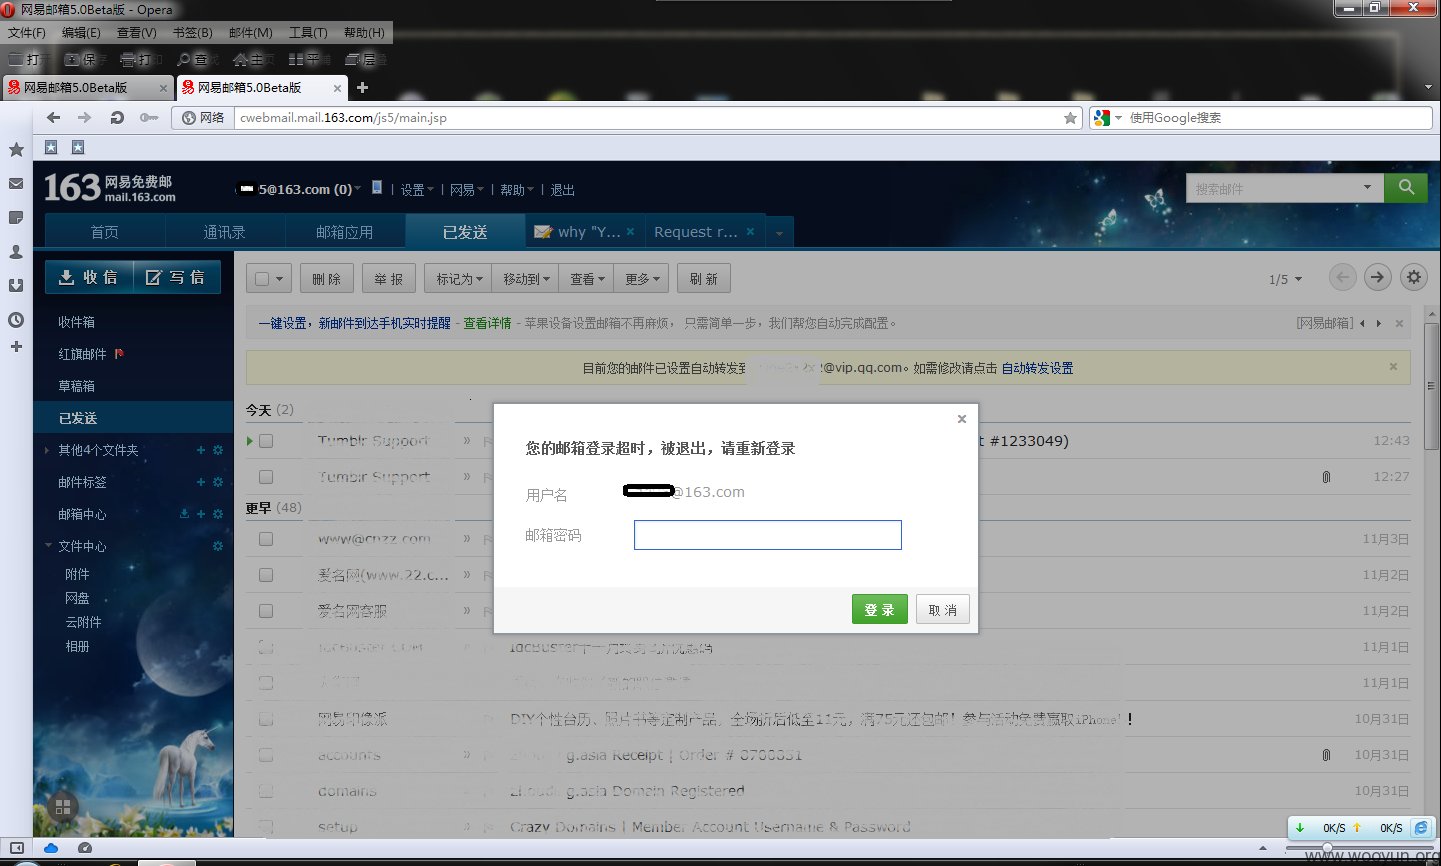 网易邮箱5.0Beta版 - Opera
文件(F) 编辑(E) 查看(V) 书签(B) 邮件(M) 工具(T) 帮助(H)
打开 保存 打印 查找 主页 平铺 层叠
网易邮箱5.0Beta版 网易邮箱5.0Beta版
网络 cwebmail.mail.163.com/js5/main.jsp 使用Google搜索
163 网易免费邮 mail.163.com
5@163.com (0) | 设置 | 网易 | 帮助 | 退出 搜索邮件
首页 通讯录 邮箱应用 已发送 why "Y... Request r...
收信 写信
删 除 举 报 标记为 移动到 查看 更多 刷 新 1/5
收件箱
红旗邮件
草稿箱
已发送
其他4个文件夹
邮件标签
邮箱中心
文件中心
附件
网盘
云附件
相册
一键设置，新邮件到达手机实时提醒 - 查看详情 - 苹果设备设置邮箱不再麻烦， 只需简单一步，我们帮您自动完成配置。 [网易邮箱]
目前您的邮件已设置自动转发到 @vip.qq.com。如需修改请点击 自动转发设置
今天 (2)
Tumblr Support » t #1233049) 12:43
Tumblr Support » 12:27
更早 (48)
www@cnzz.com » 11月3日
爱名网(www.22.c... » 11月2日
爱名网客服 » 11月2日
11月1日
11月1日
网易印像派 DIY个性台历、照片书等定制产品，全场折后低至11元，满75元还包邮！参与活动免费赢取iPhone! 10月31日
accounts » g.asia Receipt | Order # 10月31日
domains » g.asia Domain Registered 10月31日
setup » Crazy Domains | Member Account Username & Password
您的邮箱登录超时，被退出，请重新登录
用户名 @163.com
邮箱密码
登 录 取 消
0K/S 0K/S
www.wooyun.org